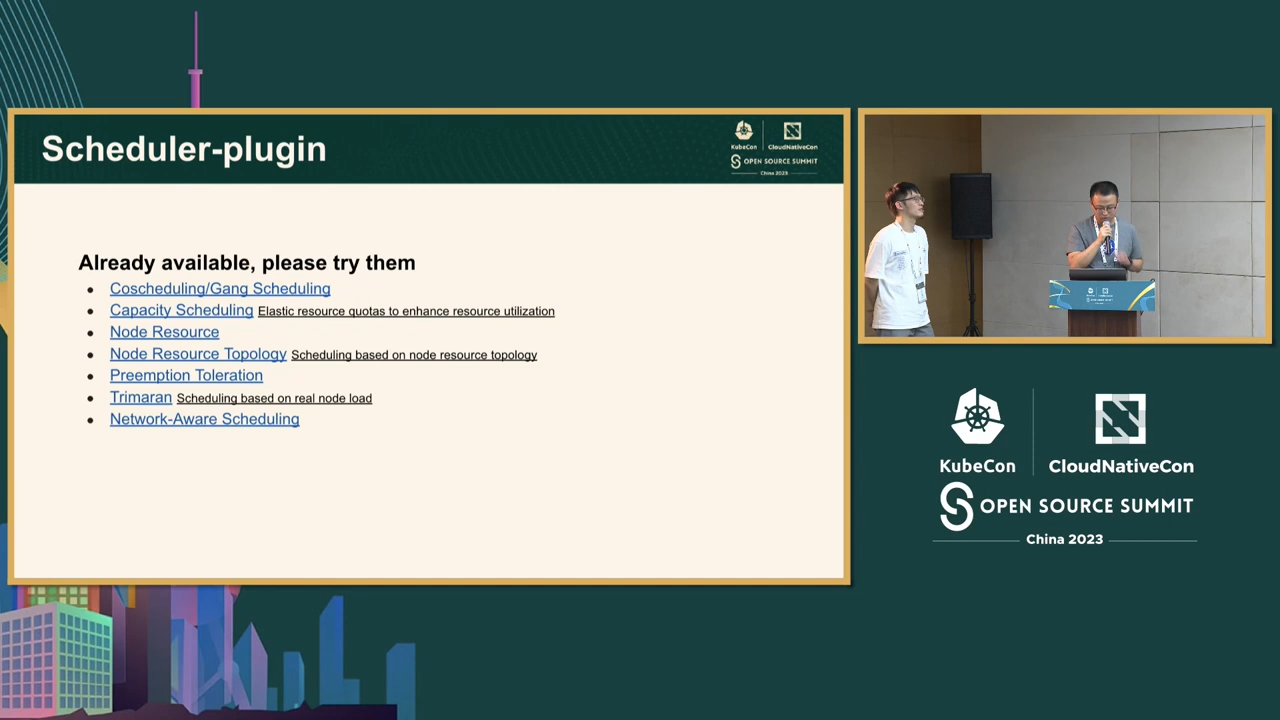 Scheduler-plugin
KubeCon
CloudNativeCon
OPEN SOURCE SUMMIT
China 2023
Already available, please try them
Coscheduling/Gang Scheduling
Capacity Scheduling Elastic resource quotas to enhance resource utilization
Node Resource
Node Resource Topology Scheduling based on node resource topology
Preemption Toleration
Trimaran Scheduling based on real node load
Network-Aware Scheduling
KubeCon
CloudNativeCon
OPEN SOURCE SUMMIT
China 2023